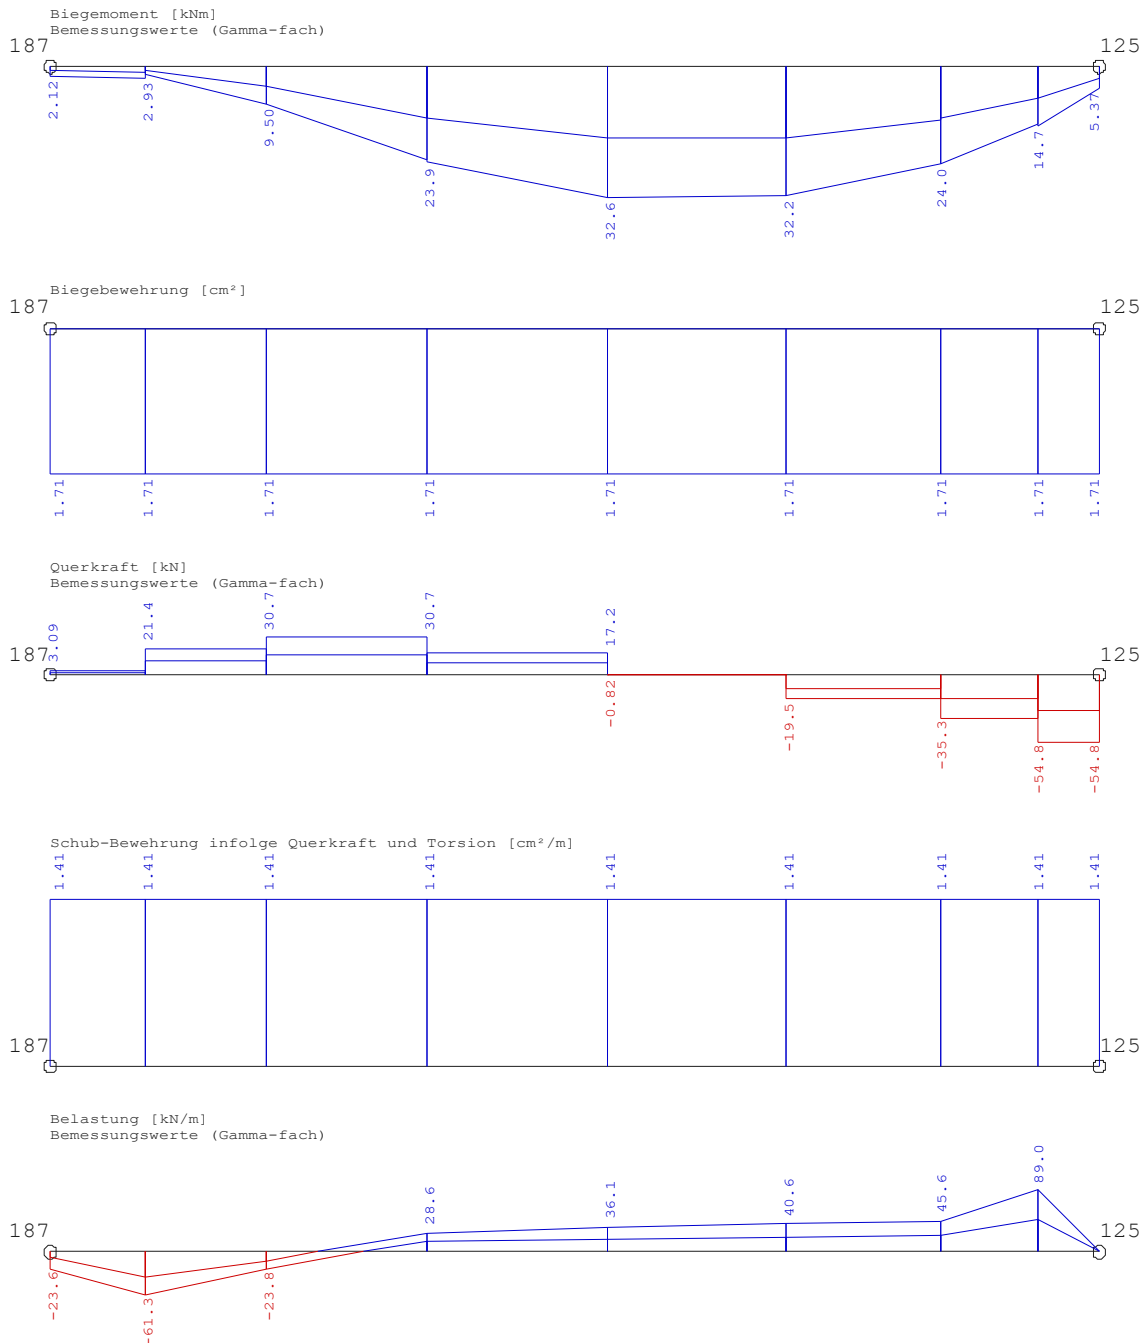 Biegemoment [kNm]
Bemessungswerte (Gamma-fach)
187 125
2.12 2.93 9.50 23.9 32.6 32.2 24.0 14.7 5.37
Biegebewehrung [cm²]
187 125
1.71 1.71 1.71 1.71 1.71 1.71 1.71 1.71 1.71
Querkraft [kN]
Bemessungswerte (Gamma-fach)
3.09 21.4 30.7 30.7 17.2
187 125
-0.82 -19.5 -35.3 -54.8 -54.8
Schub-Bewehrung infolge Querkraft und Torsion [cm²/m]
1.41 1.41 1.41 1.41 1.41 1.41 1.41 1.41 1.41
187 125
Belastung [kN/m]
Bemessungswerte (Gamma-fach)
28.6 36.1 40.6 45.6 89.0
187 125
-23.6 -61.3 -23.8